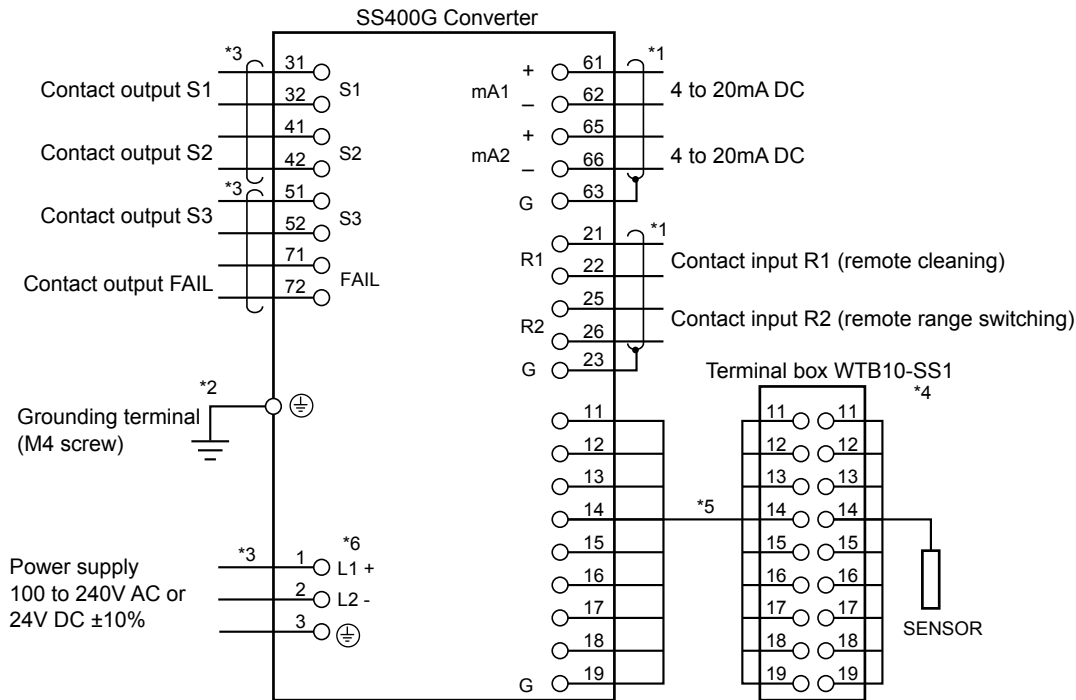 SS400G Converter
*3
Contact output S1
31
32
S1
Contact output S2
41
42
S2
*3
Contact output S3
51
52
S3
Contact output FAIL
71
72
FAIL
*2
Grounding terminal
(M4 screw)
*3
*6
Power supply
100 to 240V AC or
24V DC ±10%
1
L1 +
2
L2 -
3
*1
mA1
+
61
–
62
4 to 20mA DC
mA2
+
65
–
66
4 to 20mA DC
G
63
*1
R1
21
22
Contact input R1 (remote cleaning)
R2
25
26
Contact input R2 (remote range switching)
G
23
11
12
13
14
15
16
17
18
G
19
*5
Terminal box WTB10-SS1
*4
11 11
12 12
13 13
14 14
15 15
16 16
17 17
18 18
19 19
SENSOR